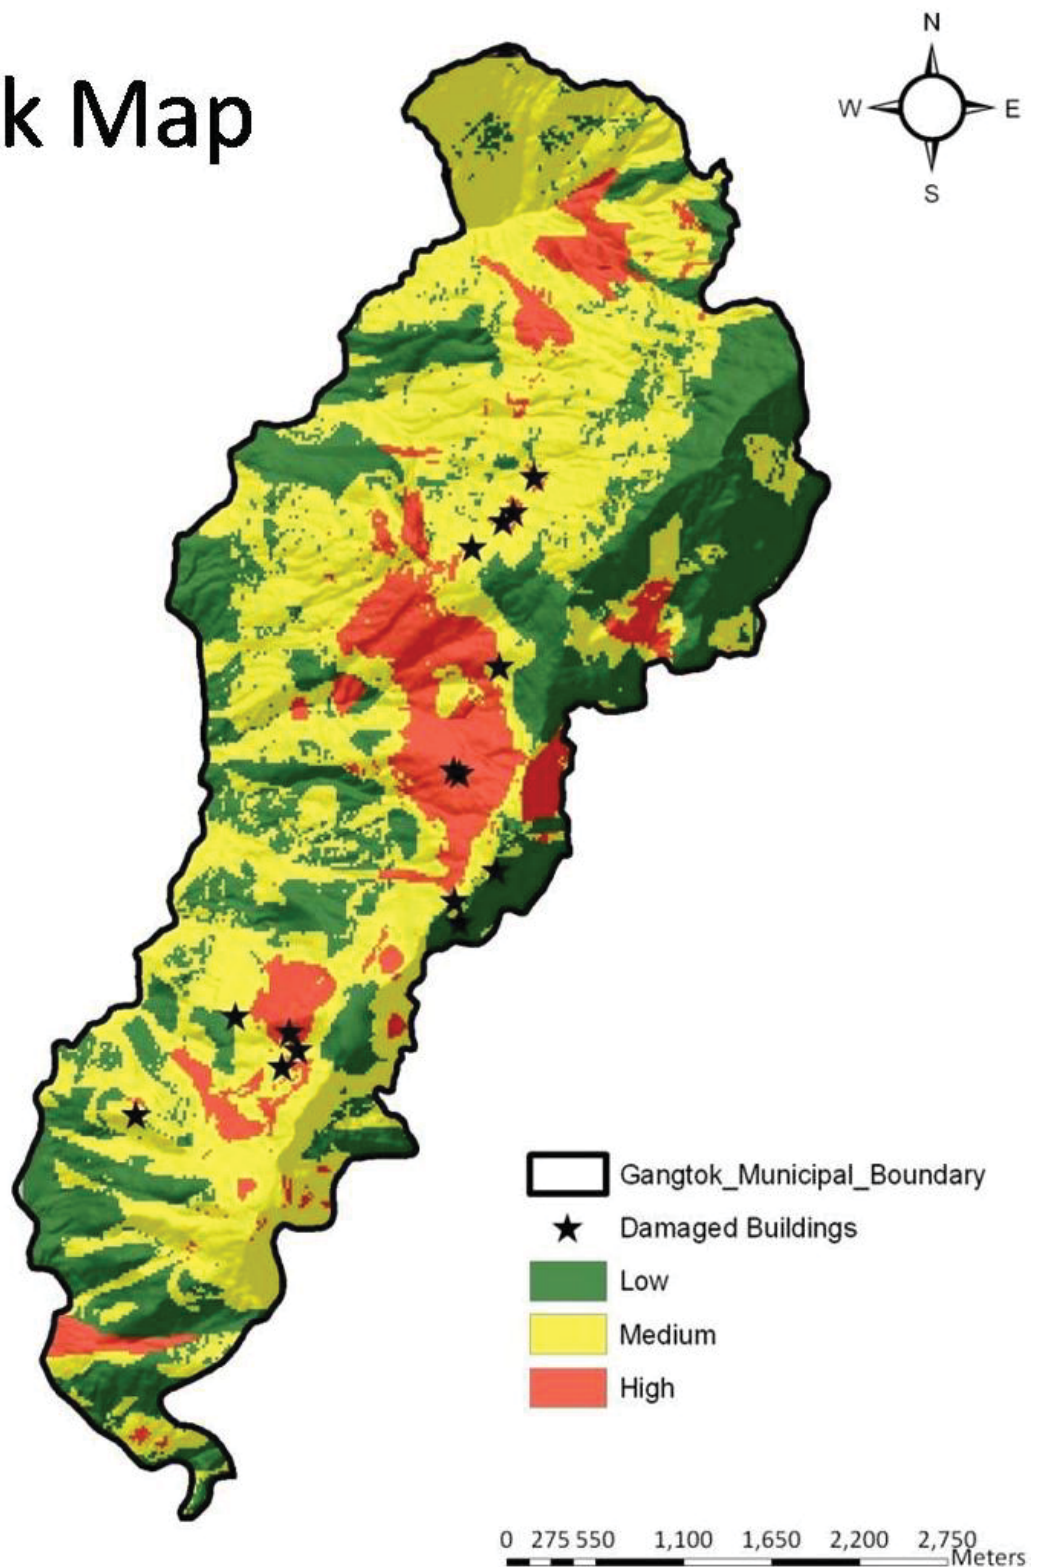 N
k Map
W E
S
Gangtok_Municipal_Boundary
Damaged Buildings
Low
Medium
High
0 275 550 1,100 1,650 2,200 2,750
Meters